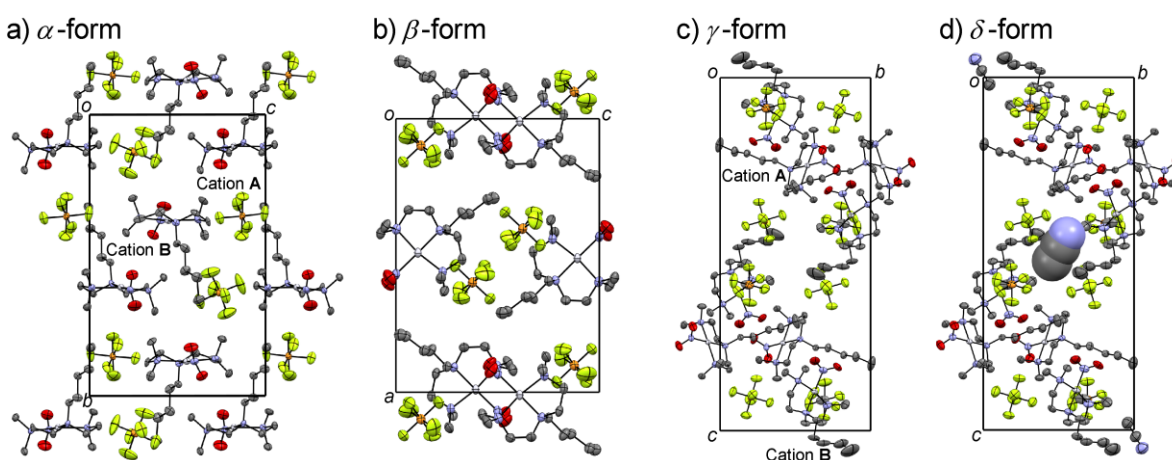 a) α-form
b) β-form
c) γ-form
d) δ-form
o
c
Cation A
Cation B
b
o
c
a
o
b
Cation A
c
Cation B
o
b
c